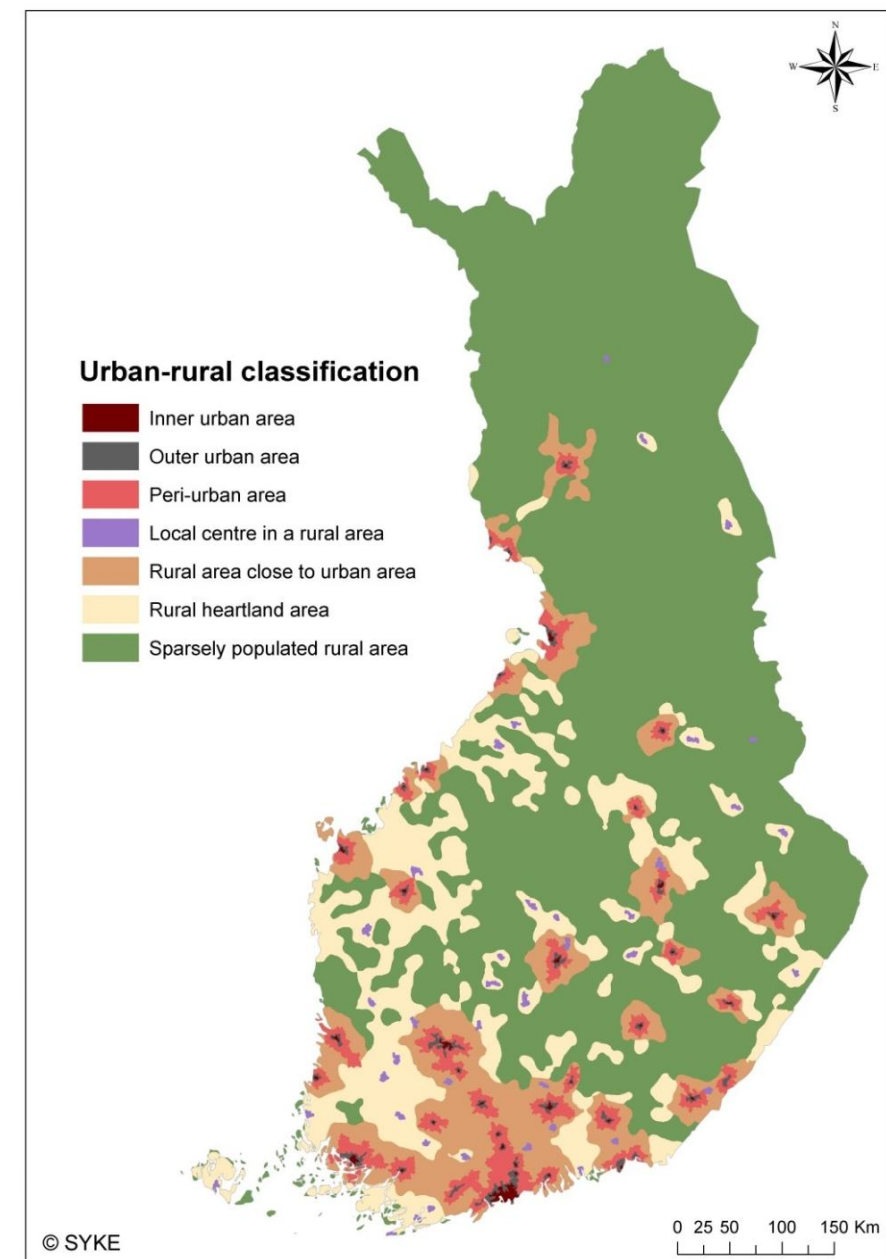 N
W E
S
Urban-rural classification
Inner urban area
Outer urban area
Peri-urban area
Local centre in a rural area
Rural area close to urban area
Rural heartland area
Sparsely populated rural area
0 25 50 100 150 Km
© SYKE